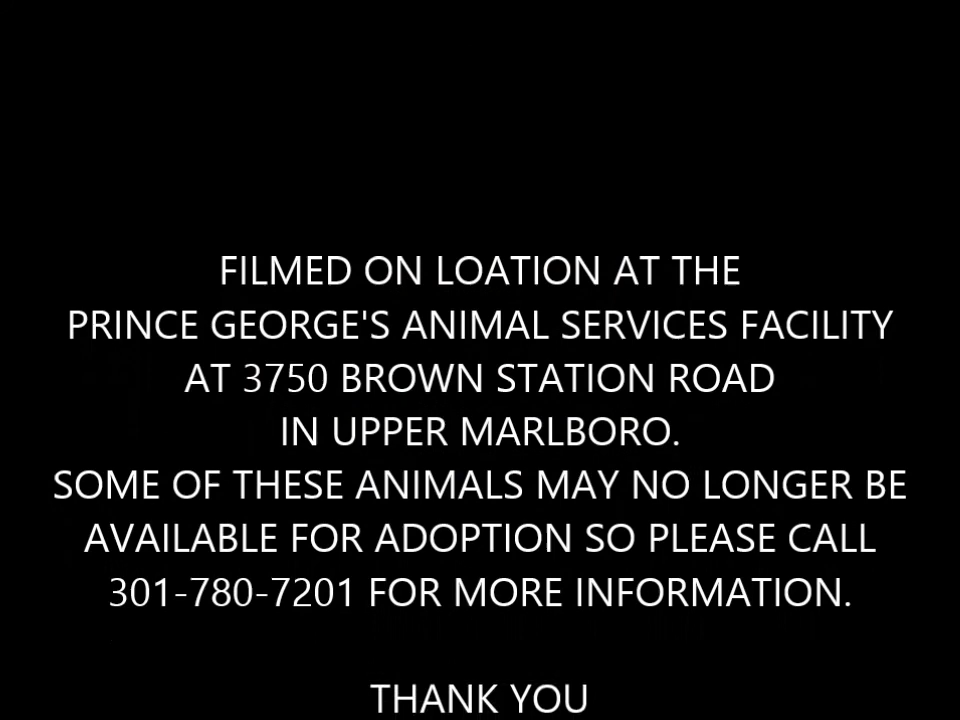 FILMED ON LOATION AT THE
PRINCE GEORGE'S ANIMAL SERVICES FACILITY
AT 3750 BROWN STATION ROAD
IN UPPER MARLBORO.
SOME OF THESE ANIMALS MAY NO LONGER BE
AVAILABLE FOR ADOPTION SO PLEASE CALL
301-780-7201 FOR MORE INFORMATION.
THANK YOU